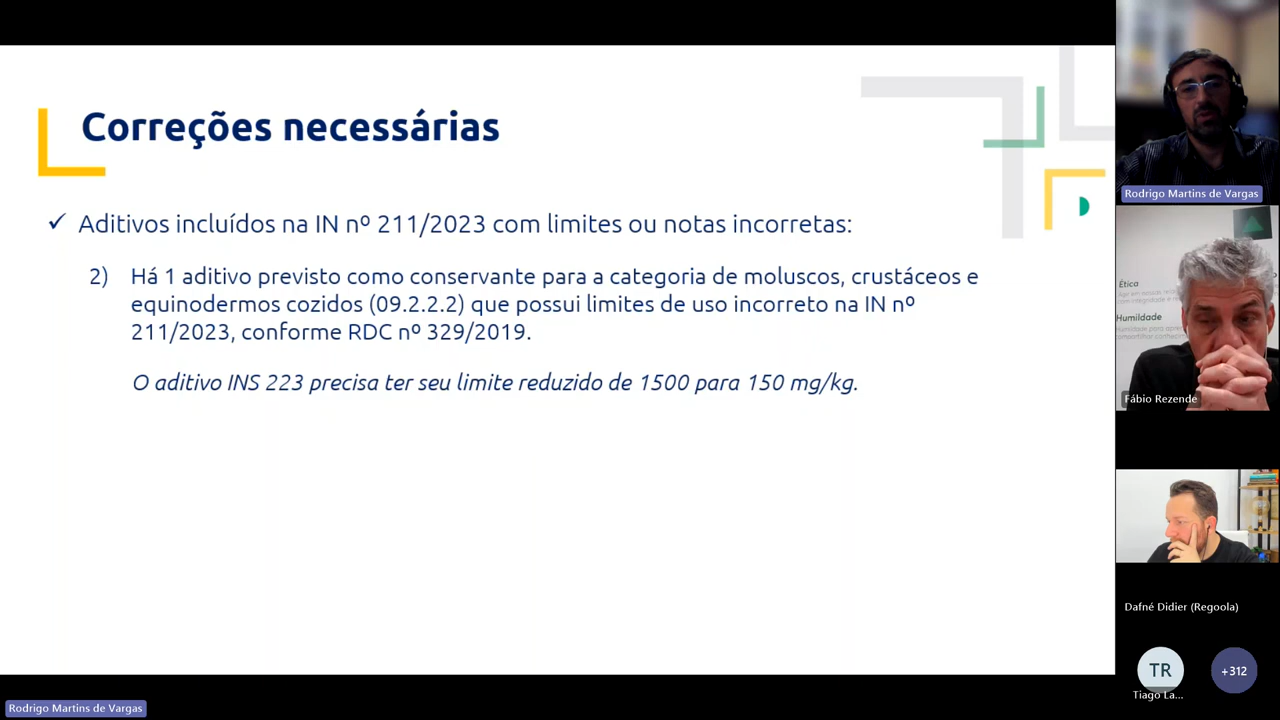 Correções necessárias
✓ Aditivos incluídos na IN nº 211/2023 com limites ou notas incorretas:
2) Há 1 aditivo previsto como conservante para a categoria de moluscos, crustáceos e
equinodermos cozidos (09.2.2.2) que possui limites de uso incorreto na IN nº
211/2023, conforme RDC nº 329/2019.
O aditivo INS 223 precisa ter seu limite reduzido de 1500 para 150 mg/kg.
Rodrigo Martins de Vargas
Ética
Humildade
Fábio Rezende
Dafné Didier (Regoola)
TR
+312
Tiago La...
Rodrigo Martins de Vargas